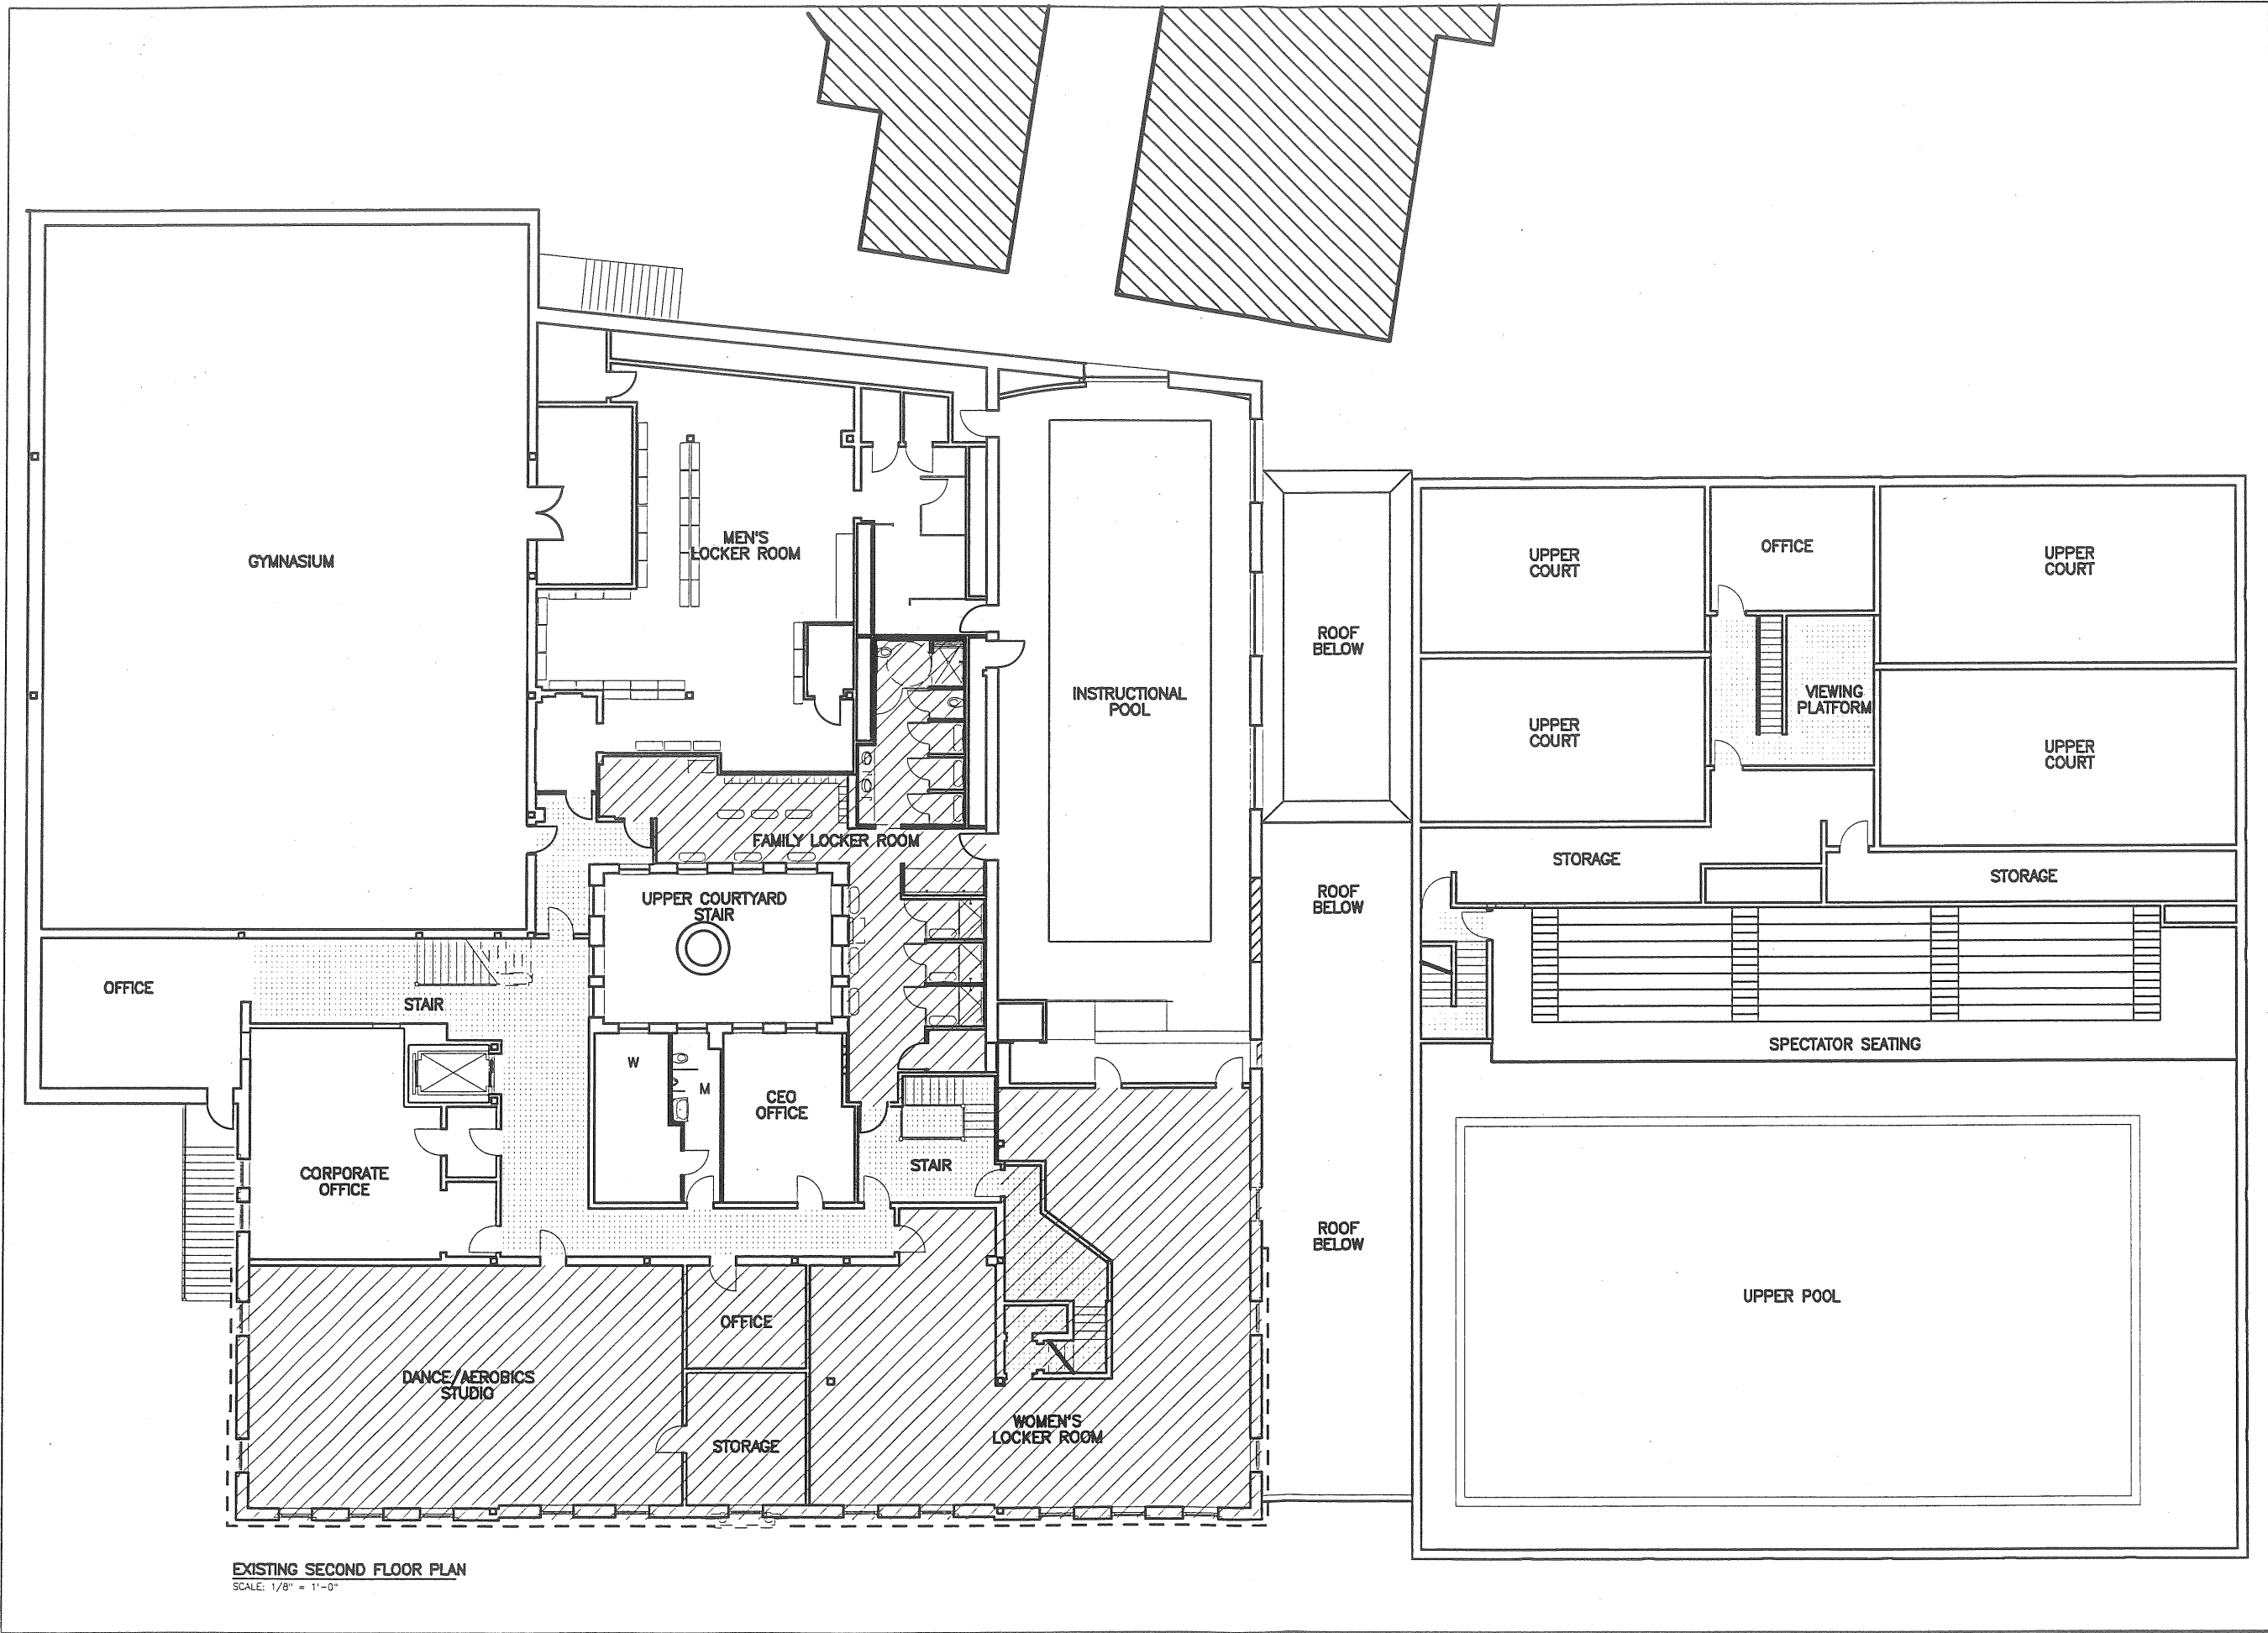 GYMNASIUM
MEN'S
LOCKER ROOM
INSTRUCTIONAL
POOL
ROOF
BELOW
UPPER
COURT
OFFICE
UPPER
COURT
UPPER
COURT
VIEWING
PLATFORM
UPPER
COURT
FAMILY LOCKER ROOM
UPPER COURTYARD
STAIR
ROOF
BELOW
STORAGE
STORAGE
OFFICE
STAIR
SPECTATOR SEATING
W
M
CEO
OFFICE
CORPORATE
OFFICE
STAIR
ROOF
BELOW
UPPER POOL
OFFICE
DANCE/AEROBICS
STUDIO
STORAGE
WOMEN'S
LOCKER ROOM
EXISTING SECOND FLOOR PLAN
SCALE: 1/8" = 1'-0"